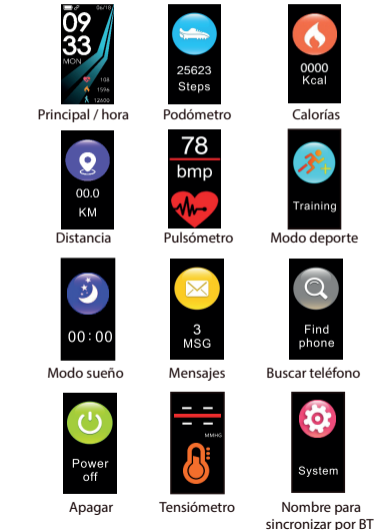 06/18
09
33
MON
108
1596
12600
Principal / hora
25623
Steps
Podómetro
0000
Kcal
Calorías
00.0
KM
Distancia
78
bmp
Pulsómetro
Training
Modo deporte
00:00
Modo sueño
3
MSG
Mensajes
Find
phone
Buscar teléfono
Power
off
Apagar
-- --
-- --
MMHG
Tensiómetro
System
Nombre para
sincronizar por BT